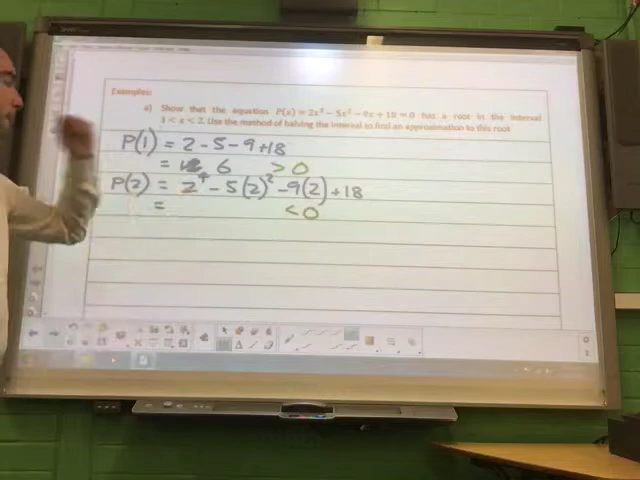 Examples:
a) Show that the equation P(x) = 2x³ − 5x² − 9x + 18 = 0 has a root in the interval
1 < x < 2. Use the method of halving the interval to find an approximation to this root
P(1) = 2 - 5 - 9 + 18
= 6 > 0
P(2) = 2⁴ - 5(2)² - 9(2) + 18
= < 0